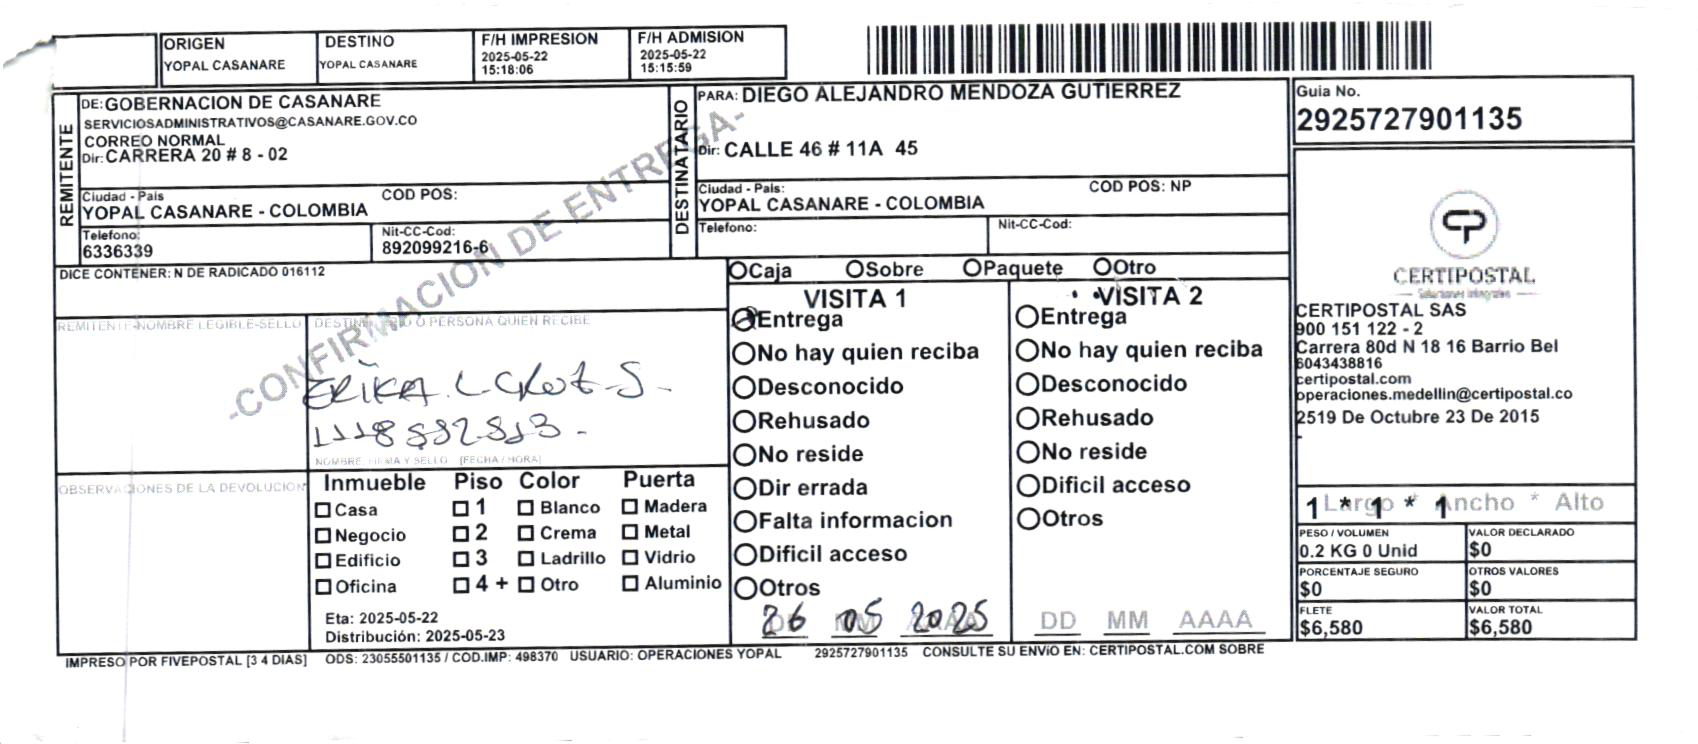 ORIGEN
YOPAL CASANARE
DESTINO
YOPAL CASANARE
F/H IMPRESION
2025-05-22
15:18:06
F/H ADMISION
2025-05-22
15:15:59
REMITENTE
DE: GOBERNACION DE CASANARE
SERVICIOSADMINISTRATIVOS@CASANARE.GOV.CO
CORREO NORMAL
Dir: CARRERA 20 # 8 - 02
Ciudad - Pais
COD POS:
YOPAL CASANARE - COLOMBIA
Telefono:
6336339
Nit-CC-Cod:
892099216-6
DESTINATARIO
PARA: DIEGO ALEJANDRO MENDOZA GUTIERREZ
Dir: CALLE 46 # 11A 45
Ciudad - Pais:
COD POS: NP
YOPAL CASANARE - COLOMBIA
Telefono:
Nit-CC-Cod:
Guia No.
2925727901135
-CONFIRMACION DE ENTREGA-
DICE CONTENER: N DE RADICADO 016112
REMITENTE-NOMBRE LEGIBLE-SELLO
DESTINATARIO O PERSONA QUIEN RECIBE
ERIKA. L
NOMBRE, FIRMA Y SELLO [FECHA / HORA]
OBSERVACIONES DE LA DEVOLUCION
Inmueble
Casa
Negocio
Edificio
Oficina
Piso
1
2
3
4 +
Color
Blanco
Crema
Ladrillo
Otro
Puerta
Madera
Metal
Vidrio
Aluminio
Eta: 2025-05-22
Distribución: 2025-05-23
Caja Sobre Paquete Otro
VISITA 1
Entrega
No hay quien reciba
Desconocido
Rehusado
No reside
Dir errada
Falta informacion
Dificil acceso
Otros
DD MM AAAA
26 05 2025
VISITA 2
Entrega
No hay quien reciba
Desconocido
Rehusado
No reside
Dificil acceso
Otros
DD MM AAAA
CP
CERTIPOSTAL
Soluciones Integrales
CERTIPOSTAL SAS
900 151 122 - 2
Carrera 80d N 18 16 Barrio Bel
6043438816
certipostal.com
operaciones.medellin@certipostal.co
2519 De Octubre 23 De 2015
-
Largo * Ancho * Alto
1 * 1 * 1
PESO / VOLUMEN
0.2 KG 0 Unid
VALOR DECLARADO
$0
PORCENTAJE SEGURO
$0
OTROS VALORES
$0
FLETE
$6,580
VALOR TOTAL
$6,580
IMPRESO POR FIVEPOSTAL [3 4 DIAS] ODS: 23055501135 / COD.IMP: 498370 USUARIO: OPERACIONES YOPAL 2925727901135 CONSULTE SU ENVIO EN: CERTIPOSTAL.COM SOBRE